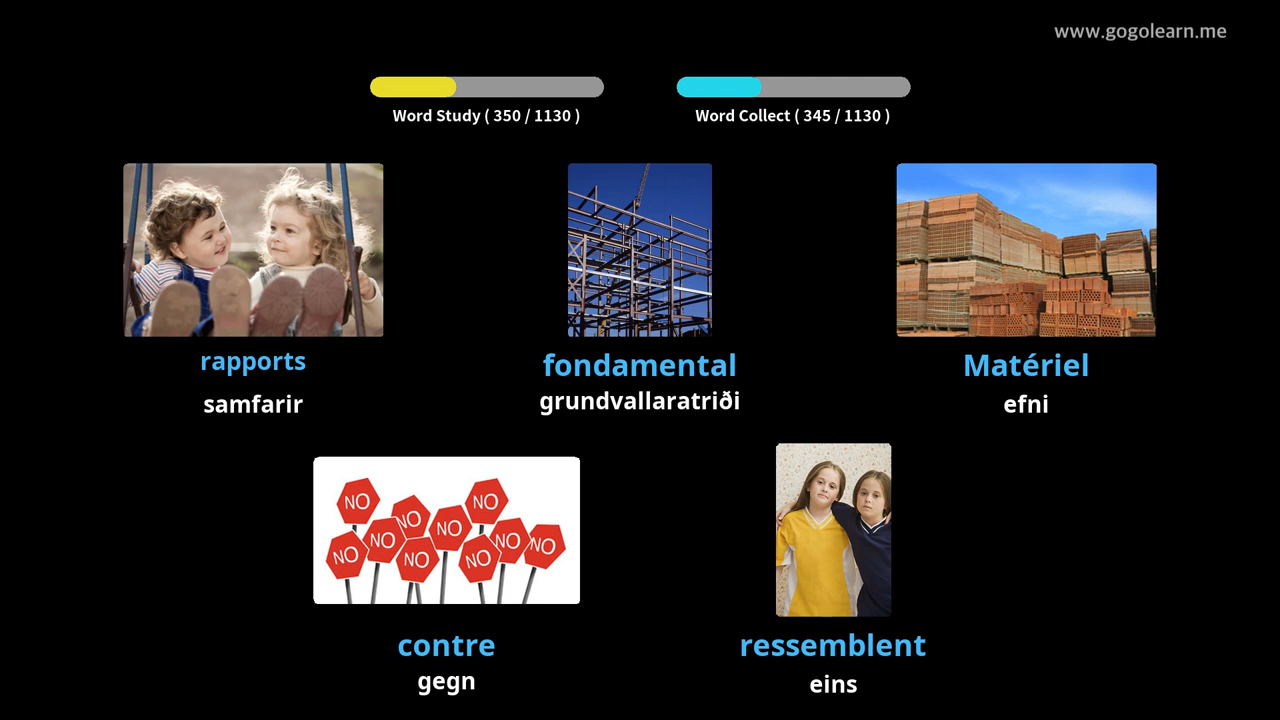 www.gogolearn.me
Word Study ( 350 / 1130 )
Word Collect ( 345 / 1130 )
rapports
samfarir
fondamental
grundvallaratriði
Matériel
efni
NO
NO
NO
NO
NO
NO
NO
NO
NO
NO
contre
gegn
ressemblent
eins